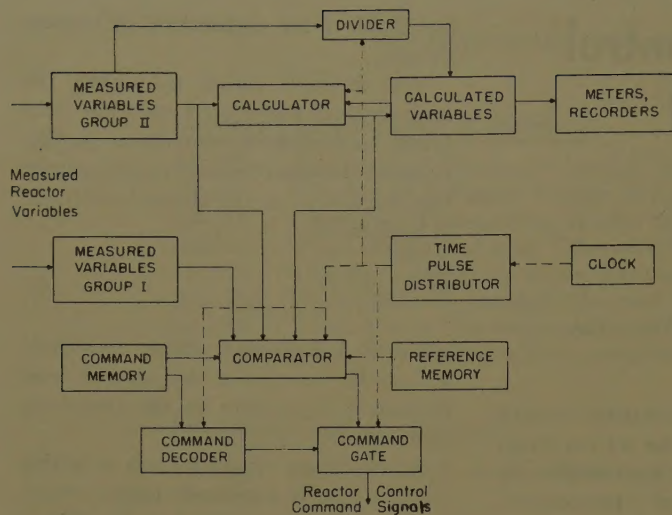 ntrol
DIVIDER
MEASURED
VARIABLES
GROUP II
CALCULATOR
CALCULATED
VARIABLES
METERS,
RECORDERS
Measured
Reactor
Variables
MEASURED
VARIABLES
GROUP I
TIME
PULSE
DISTRIBUTOR
CLOCK
COMMAND
MEMORY
COMPARATOR
REFERENCE
MEMORY
COMMAND
DECODER
COMMAND
GATE
Reactor Control
Command Signals